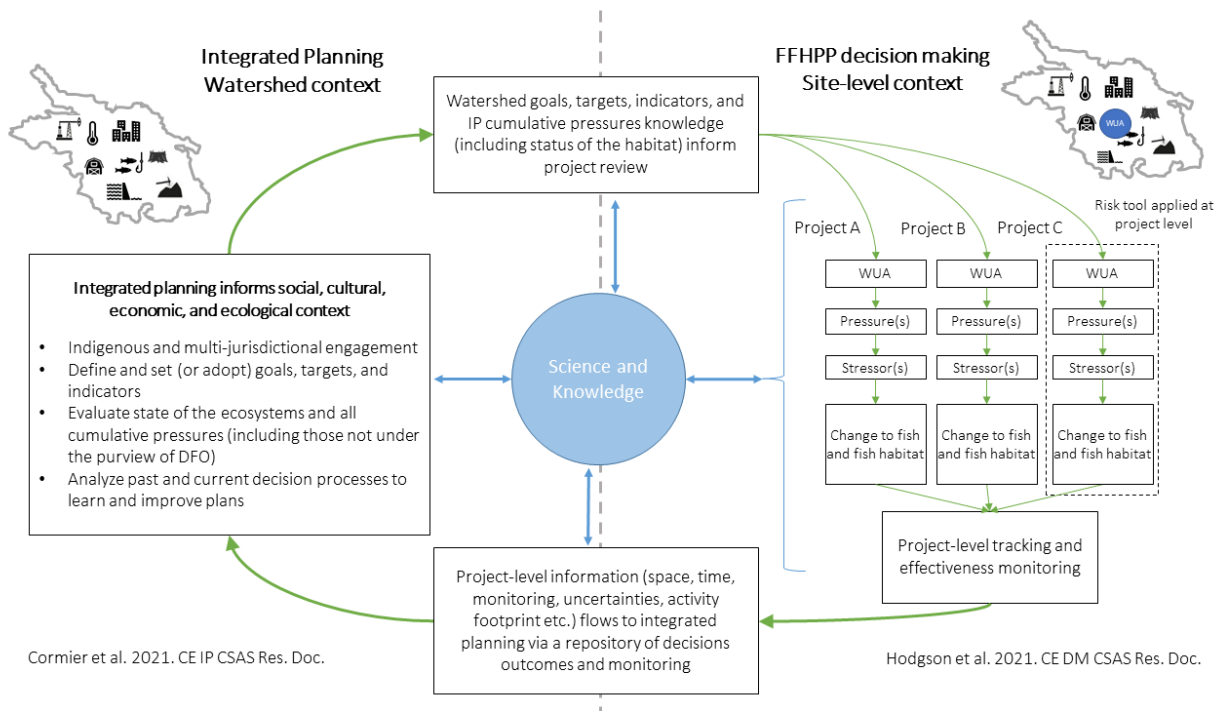 Integrated Planning
Watershed context
FFHPP decision making
Site-level context
WUA
Watershed goals, targets, indicators, and
IP cumulative pressures knowledge
(including status of the habitat) inform
project review
Risk tool applied at
project level
Project A
Project B
Project C
WUA
WUA
WUA
Pressure(s)
Pressure(s)
Pressure(s)
Stressor(s)
Stressor(s)
Stressor(s)
Change to fish
and fish habitat
Change to fish
and fish habitat
Change to fish
and fish habitat
Integrated planning informs social, cultural,
economic, and ecological context
• Indigenous and multi-jurisdictional engagement
• Define and set (or adopt) goals, targets, and
indicators
• Evaluate state of the ecosystems and all
cumulative pressures (including those not under
the purview of DFO)
• Analyze past and current decision processes to
learn and improve plans
Science and
Knowledge
Project-level tracking and
effectiveness monitoring
Project-level information (space, time,
monitoring, uncertainties, activity
footprint etc.) flows to integrated
planning via a repository of decisions
outcomes and monitoring
Cormier et al. 2021. CE IP CSAS Res. Doc.
Hodgson et al. 2021. CE DM CSAS Res. Doc.